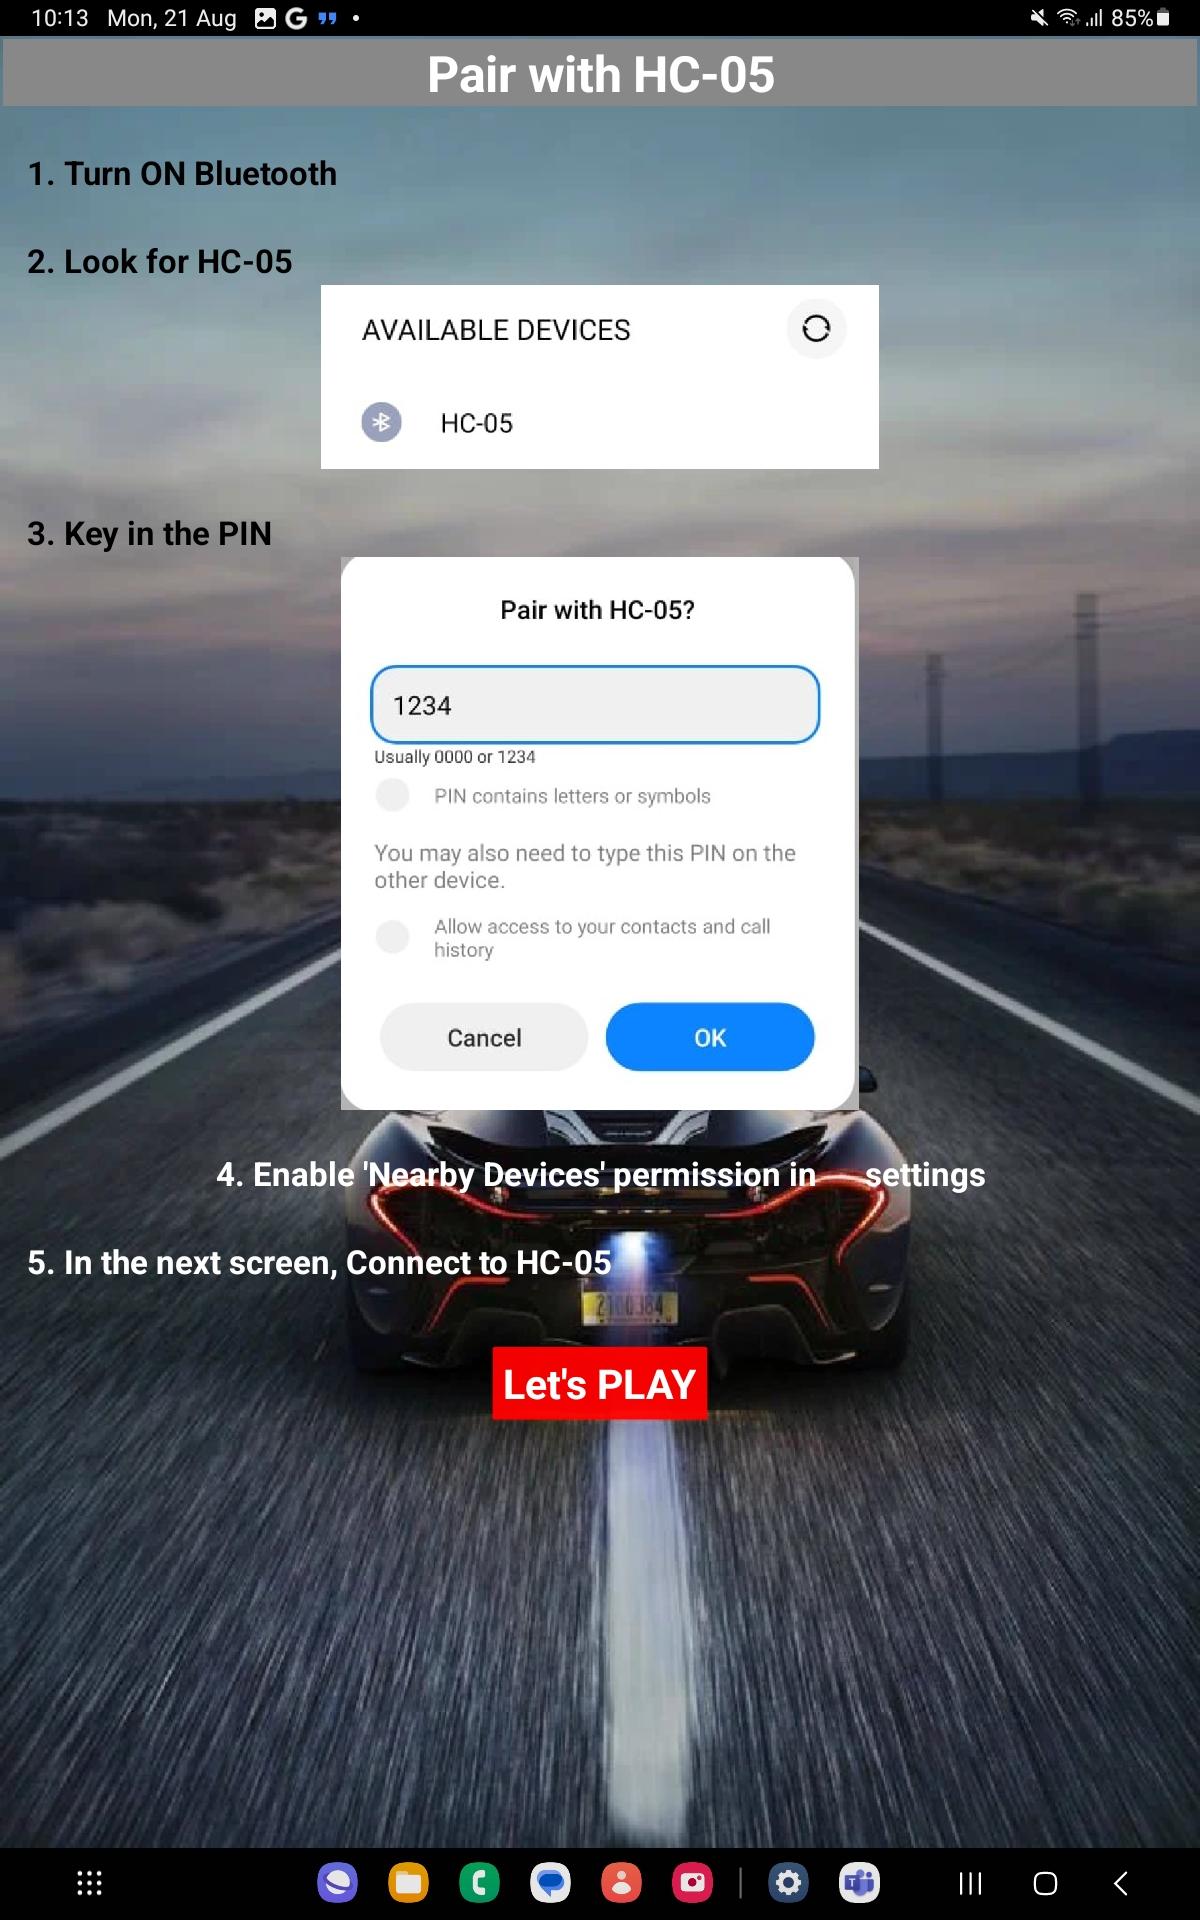 10:13 Mon, 21 Aug
85%
Pair with HC-05
1. Turn ON Bluetooth
2. Look for HC-05
AVAILABLE DEVICES
HC-05
3. Key in the PIN
Pair with HC-05?
1234
Usually 0000 or 1234
PIN contains letters or symbols
You may also need to type this PIN on the
other device.
Allow access to your contacts and call
history
Cancel
OK
4. Enable 'Nearby Devices' permission in settings
5. In the next screen, Connect to HC-05
Let's PLAY